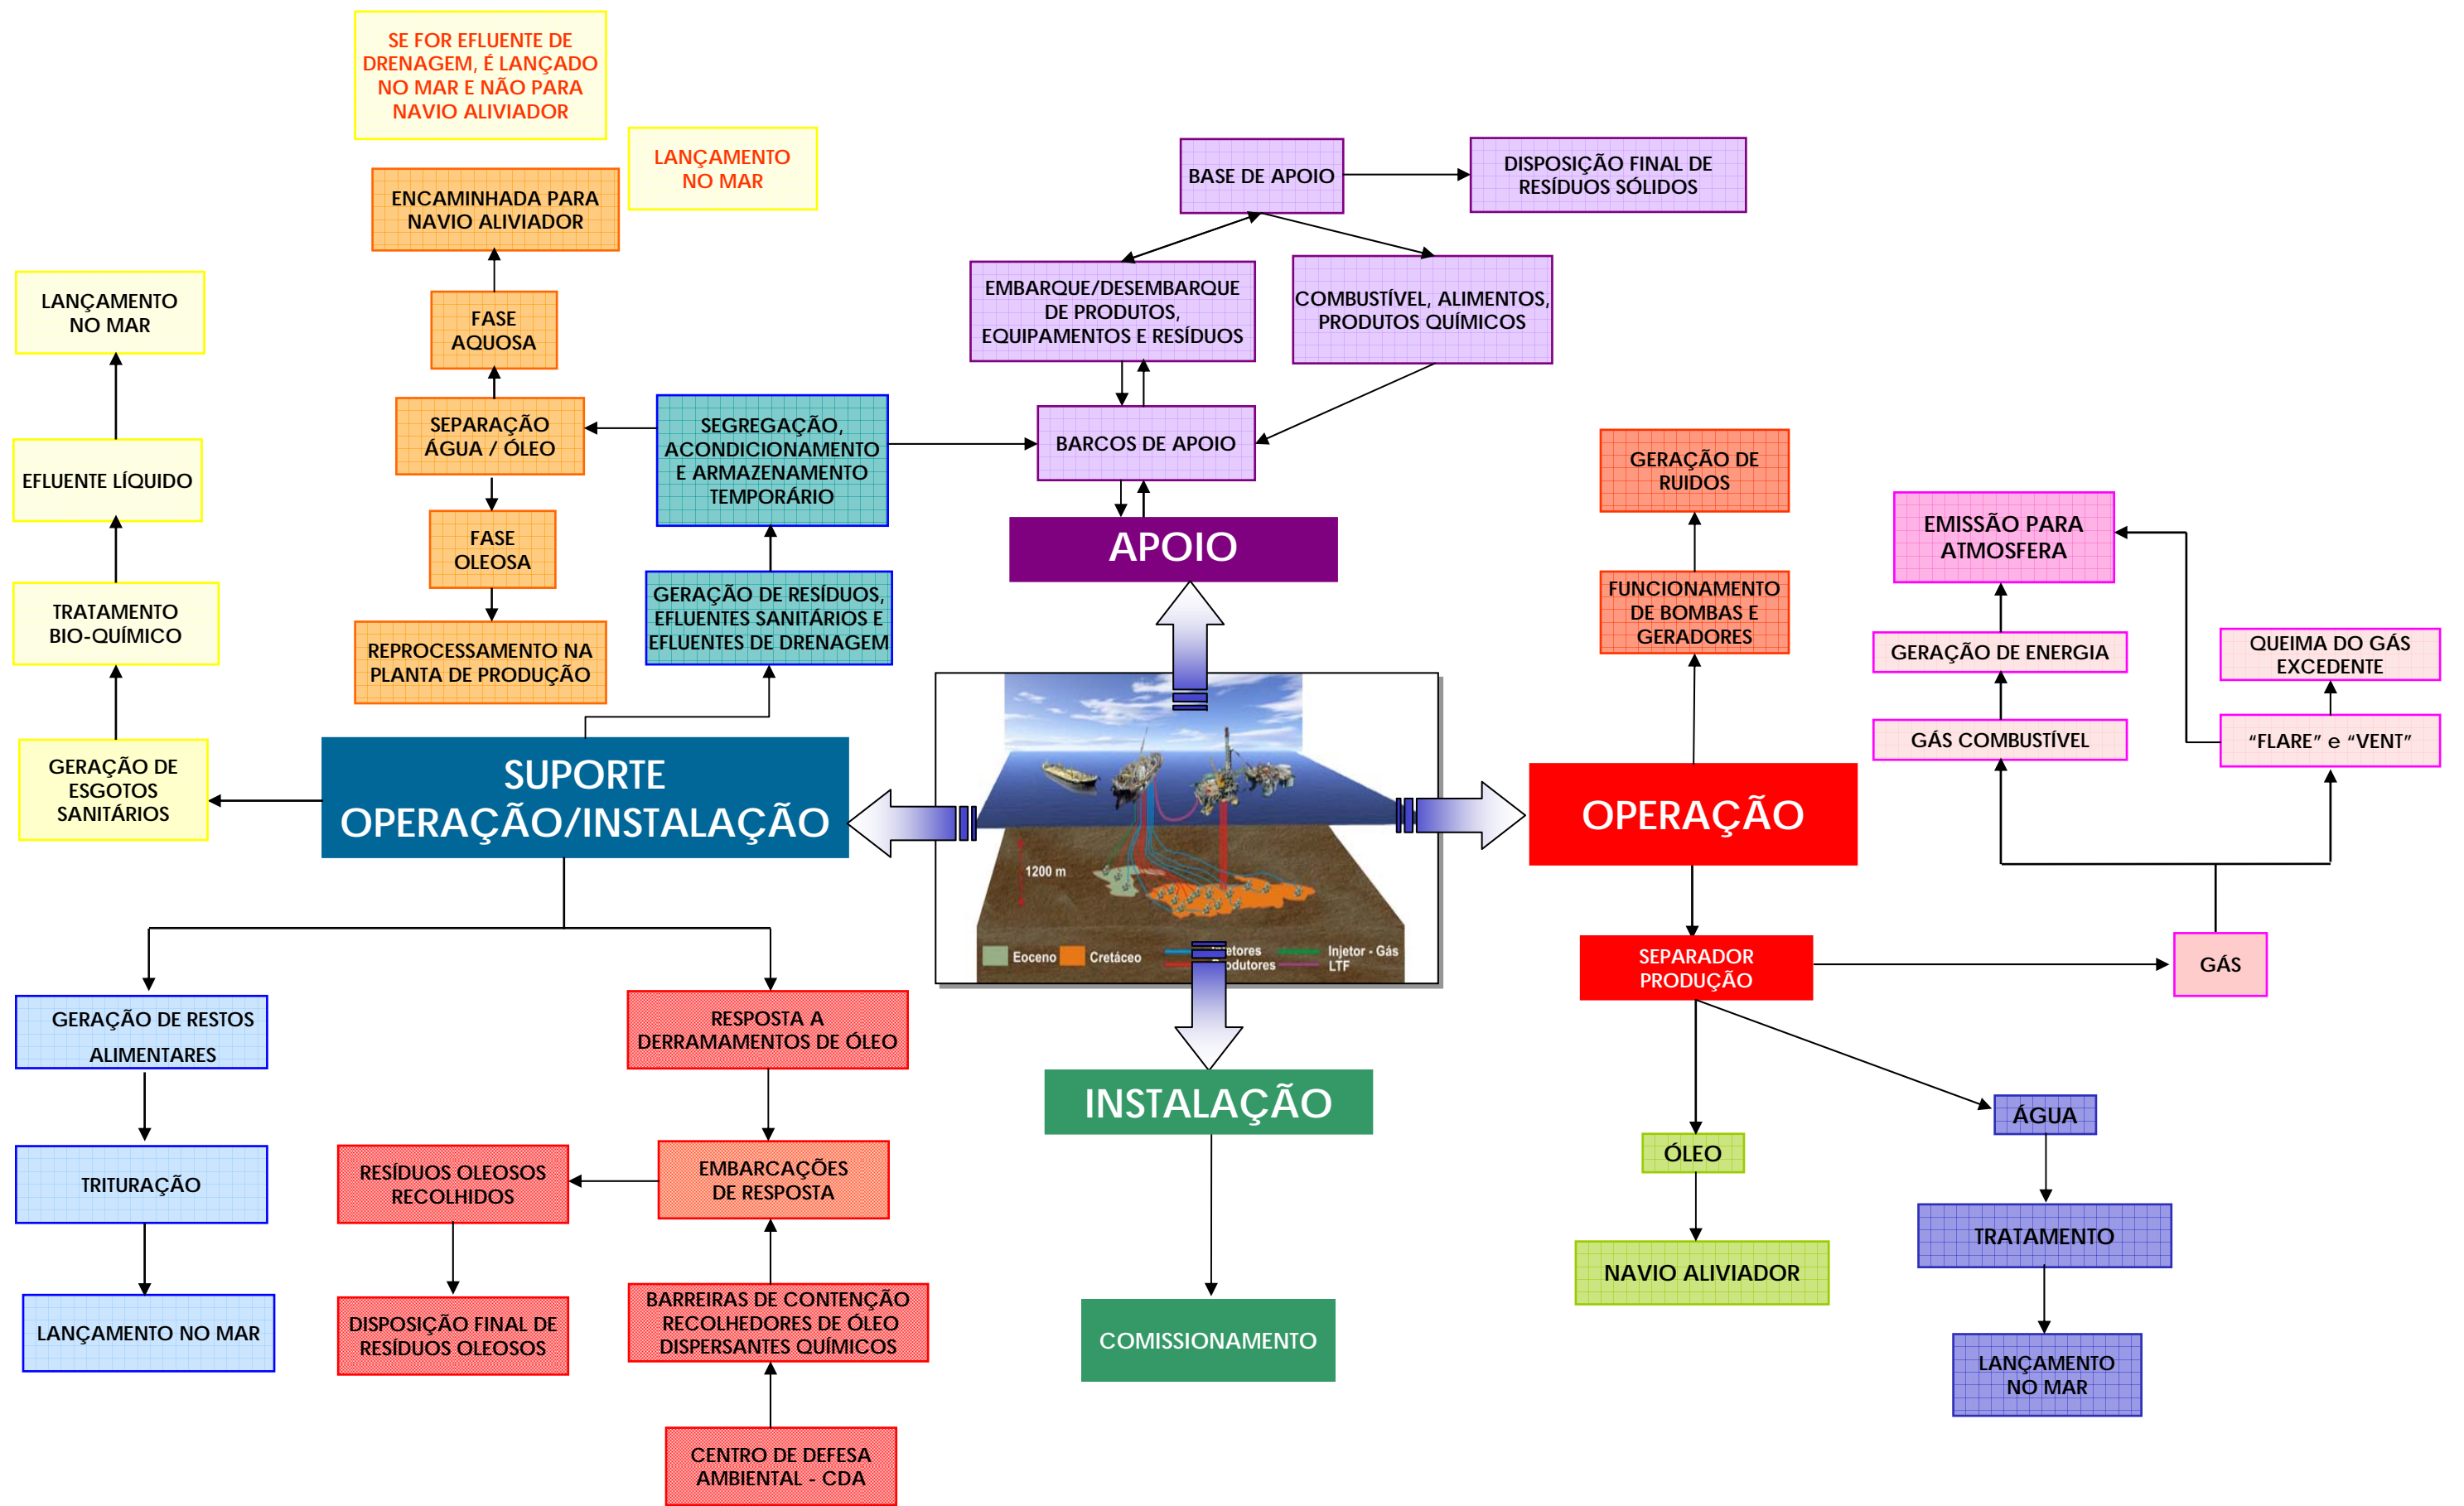 SE FOR EFLUENTE DE
DRENAGEM, É LANÇADO
NO MAR E NÃO PARA
NAVIO ALIVIADOR
LANÇAMENTO
NO MAR
ENCAMINHADA PARA
NAVIO ALIVIADOR
BASE DE APOIO
DISPOSIÇÃO FINAL DE
RESÍDUOS SÓLIDOS
LANÇAMENTO
NO MAR
FASE
AQUOSA
EMBARQUE/DESEMBARQUE
DE PRODUTOS,
EQUIPAMENTOS E RESÍDUOS
COMBUSTÍVEL, ALIMENTOS,
PRODUTOS QUÍMICOS
EFLUENTE LÍQUIDO
SEPARAÇÃO
ÁGUA / ÓLEO
SEGREGAÇÃO,
ACONDICIONAMENTO
E ARMAZENAMENTO
TEMPORÁRIO
BARCOS DE APOIO
GERAÇÃO DE
RUIDOS
FASE
OLEOSA
APOIO
EMISSÃO PARA
ATMOSFERA
TRATAMENTO
BIO-QUÍMICO
REPROCESSAMENTO NA
PLANTA DE PRODUÇÃO
GERAÇÃO DE RESÍDUOS,
EFLUENTES SANITÁRIOS E
EFLUENTES DE DRENAGEM
FUNCIONAMENTO
DE BOMBAS E
GERADORES
GERAÇÃO DE ENERGIA
QUEIMA DO GÁS
EXCEDENTE
GÁS COMBUSTÍVEL
“FLARE” e “VENT”
GERAÇÃO DE
ESGOTOS
SANITÁRIOS
SUPORTE
OPERAÇÃO/INSTALAÇÃO
OPERAÇÃO
1200 m
Eoceno
Cretáceo
Injetor - Gás
LTF
SEPARADOR
PRODUÇÃO
GÁS
GERAÇÃO DE RESTOS
ALIMENTARES
RESPOSTA A
DERRAMAMENTOS DE ÓLEO
INSTALAÇÃO
ÁGUA
ÓLEO
TRITURAÇÃO
RESÍDUOS OLEOSOS
RECOLHIDOS
EMBARCAÇÕES
DE RESPOSTA
TRATAMENTO
NAVIO ALIVIADOR
LANÇAMENTO NO MAR
DISPOSIÇÃO FINAL DE
RESÍDUOS OLEOSOS
BARREIRAS DE CONTENÇÃO
RECOLHEDORES DE ÓLEO
DISPERSANTES QUÍMICOS
COMISSIONAMENTO
LANÇAMENTO
NO MAR
CENTRO DE DEFESA
AMBIENTAL - CDA